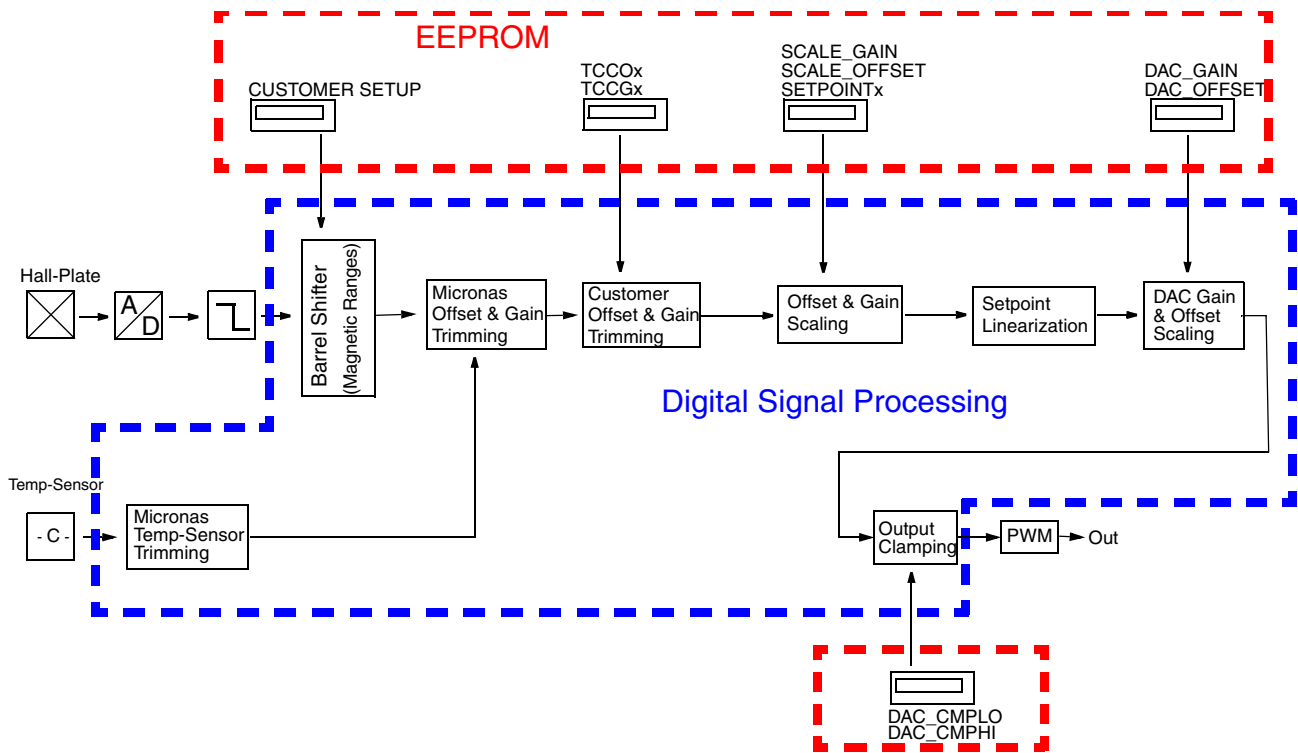 EEPROM
CUSTOMER SETUP
TCCOx
TCCGx
SCALE_GAIN
SCALE_OFFSET
SETPOINTx
DAC_GAIN
DAC_OFFSET
Hall-Plate
A
D
Barrel Shifter
(Magnetic Ranges)
Micronas
Offset & Gain
Trimming
Customer
Offset & Gain
Trimming
Offset & Gain
Scaling
Setpoint
Linearization
DAC Gain
& Offset
Scaling
Digital Signal Processing
Temp-Sensor
- C -
Micronas
Temp-Sensor
Trimming
Output
Clamping
PWM
Out
DAC_CMPLO
DAC_CMPHI